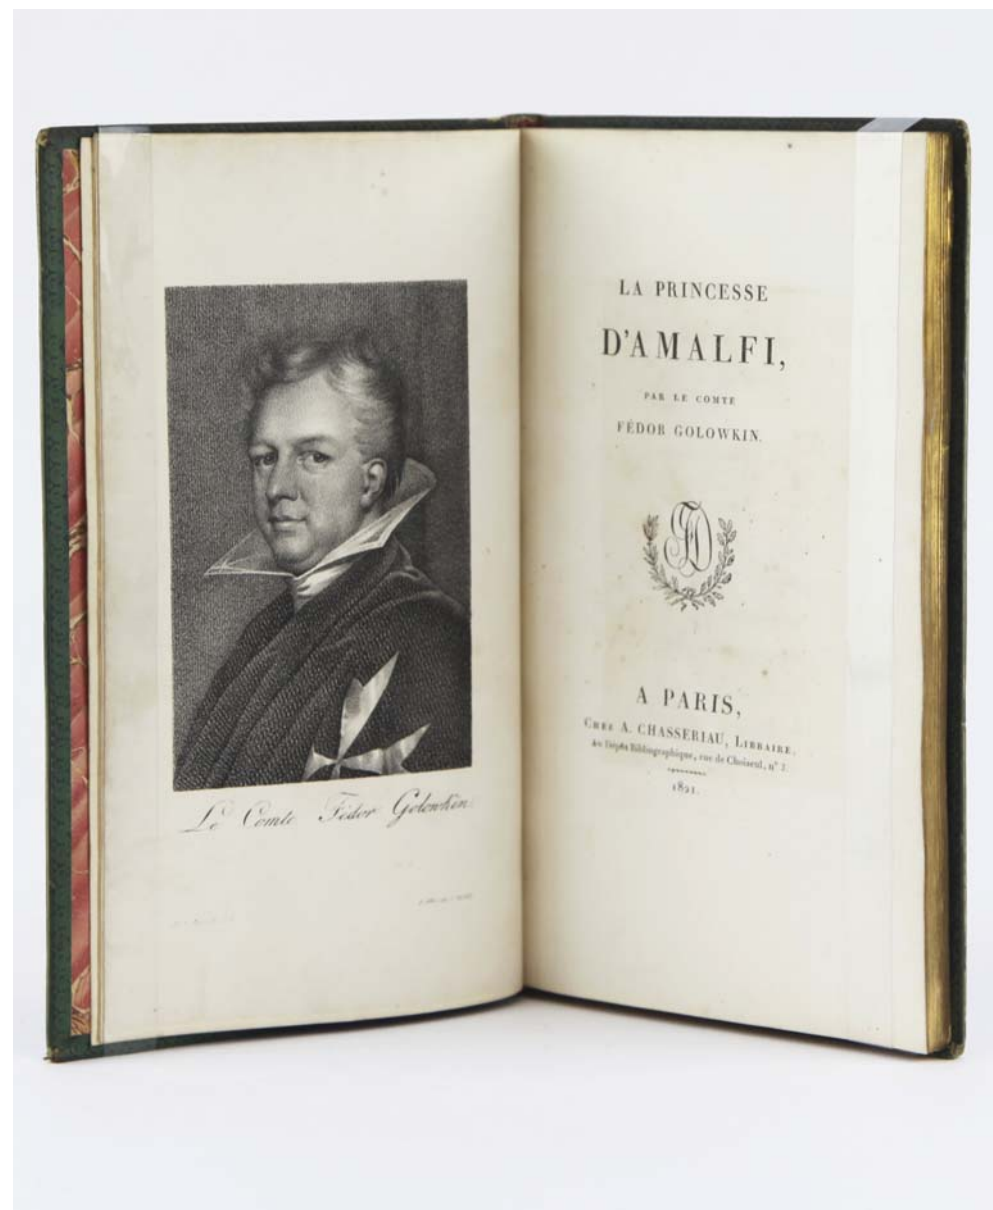 Le Comte Fédor Golowkin.
LA PRINCESSE
D'AMALFI,
PAR LE COMTE
FÉDOR GOLOWKIN.
A PARIS,
CHEZ A. CHASSERIAU, LIBRAIRE,
Au Dépôt Bibliographique, rue de Choiseul, n° 3.
1821.